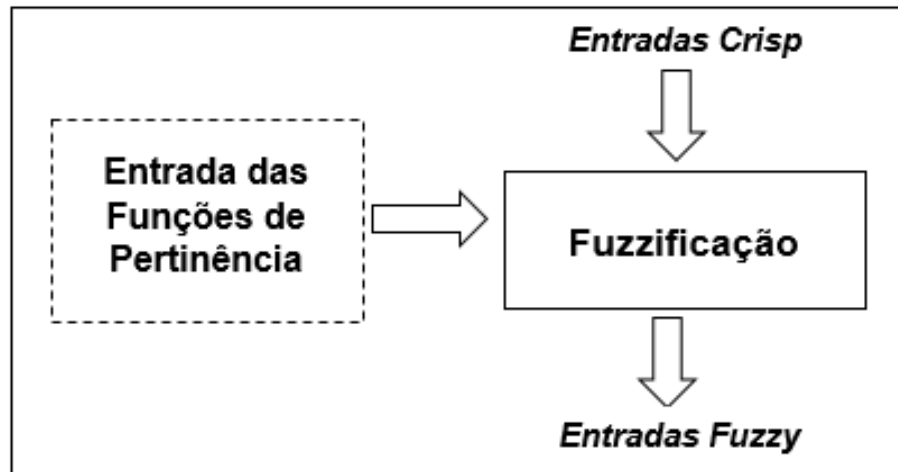 Entradas Crisp
Entrada das
Funções de
Pertinência
Fuzzificação
Entradas Fuzzy